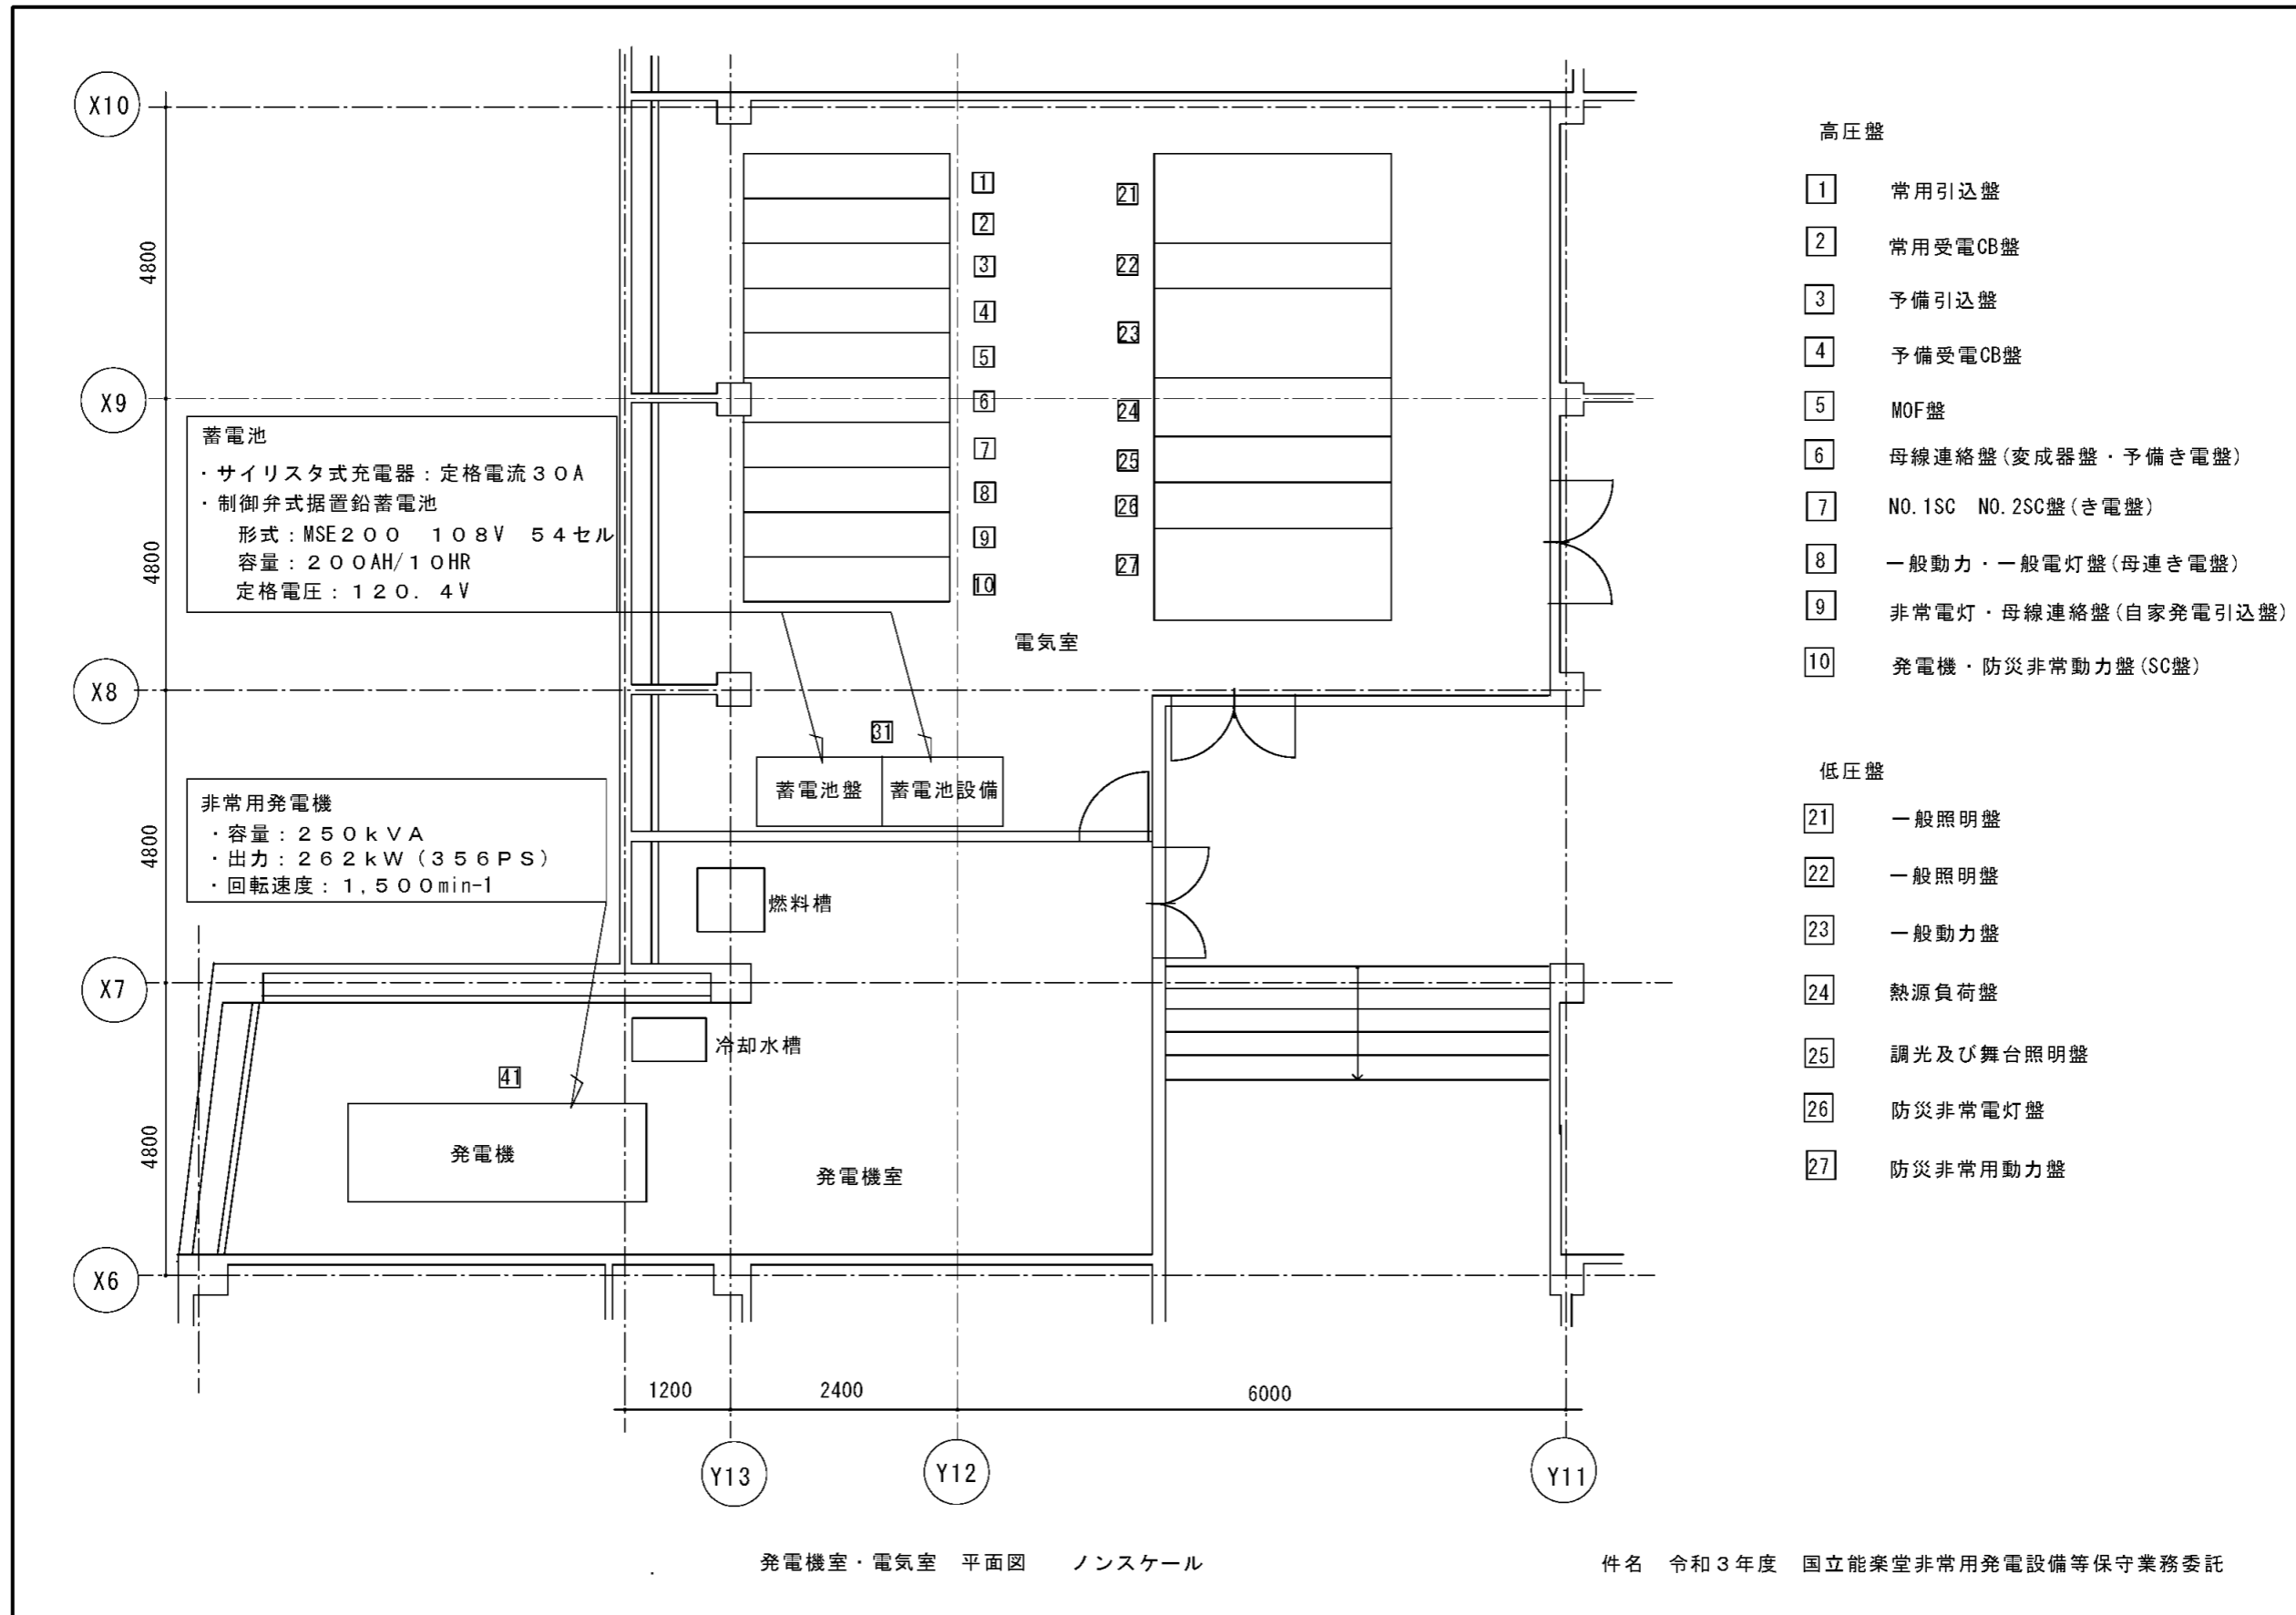 X10
X9
X8
X7
X6
4800
4800
4800
4800
蓄電池
・サイリスタ式充電器：定格電流３０A
・制御弁式据置鉛蓄電池
形式：MSE２００　１０８V　５４セル
容量：２００AH/１０HR
定格電圧：１２０．４V
非常用発電機
・容量：２５０ｋＶＡ
・出力：２６２ｋＷ（３５６ＰＳ）
・回転速度：１,５００min-1
1
2
3
4
5
6
7
8
9
10
21
22
23
24
25
26
27
電気室
31
蓄電池盤
蓄電池設備
燃料槽
冷却水槽
41
発電機
発電機室
1200
2400
6000
Y13
Y12
Y11
高圧盤
1 常用引込盤
2 常用受電CB盤
3 予備引込盤
4 予備受電CB盤
5 MOF盤
6 母線連絡盤(変成器盤・予備き電盤)
7 NO.1SC　NO.2SC盤(き電盤)
8 一般動力・一般電灯盤(母連き電盤)
9 非常電灯・母線連絡盤(自家発電引込盤)
10 発電機・防災非常動力盤(SC盤)
低圧盤
21 一般照明盤
22 一般照明盤
23 一般動力盤
24 熱源負荷盤
25 調光及び舞台照明盤
26 防災非常電灯盤
27 防災非常用動力盤
発電機室・電気室　平面図　　ノンスケール
件名　令和３年度　国立能楽堂非常用発電設備等保守業務委託